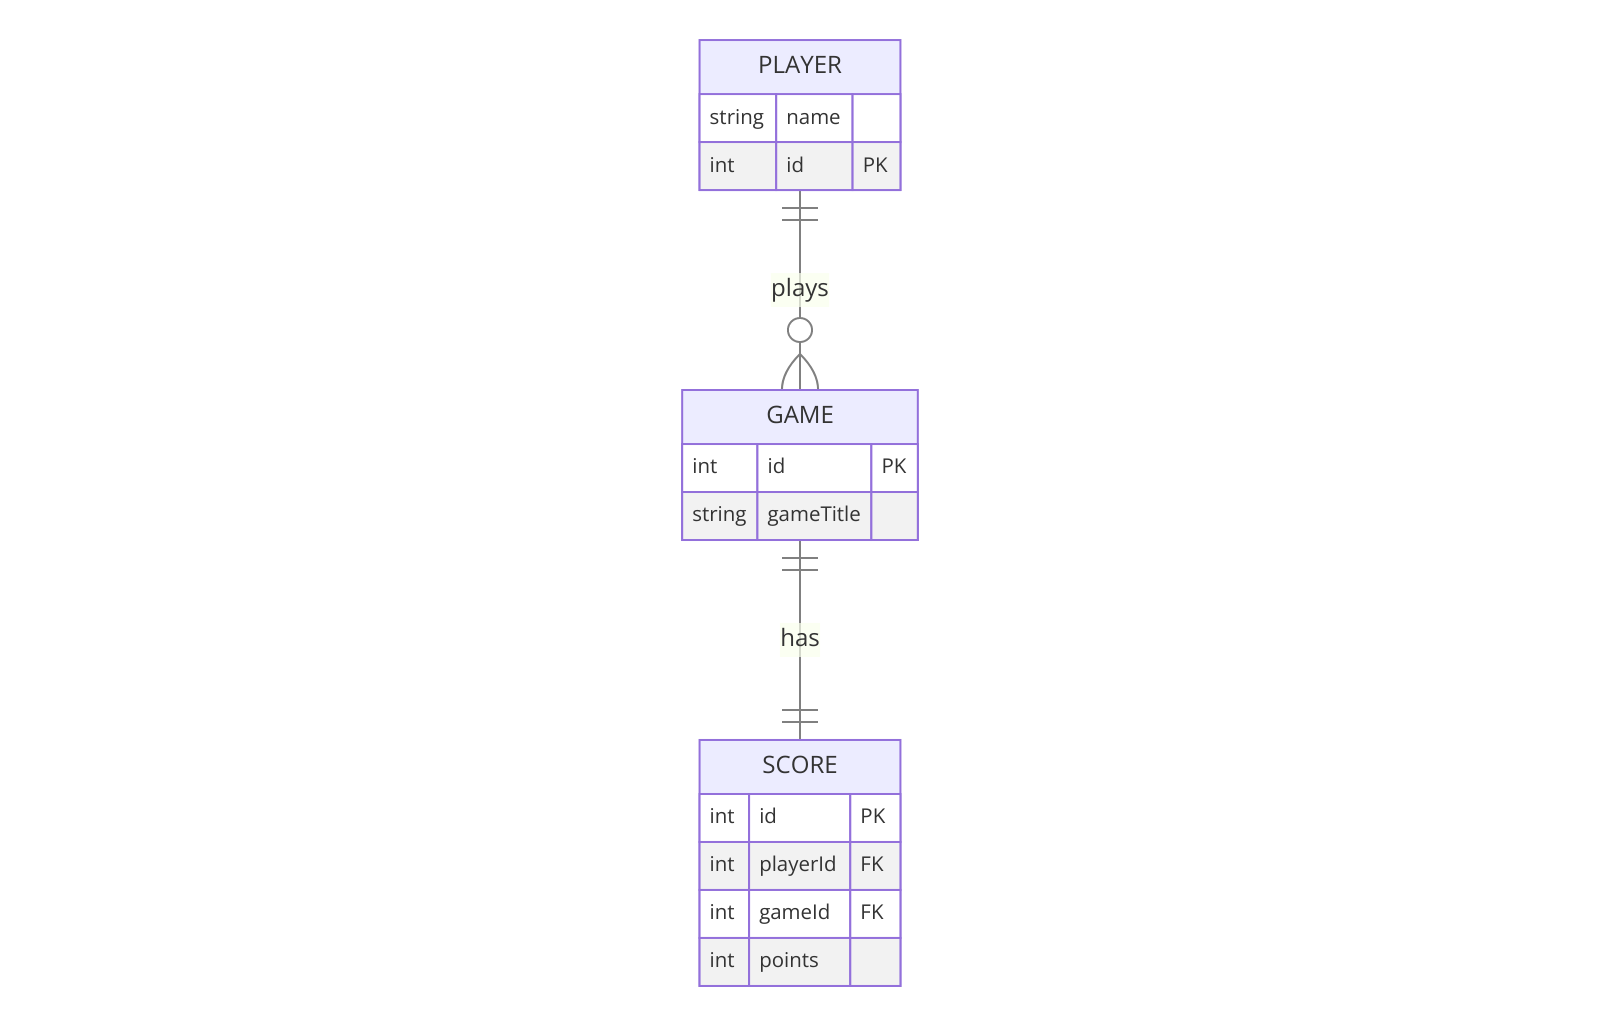 PLAYER
string name
int id PK
plays
GAME
int id PK
string gameTitle
has
SCORE
int id PK
int playerId FK
int gameId FK
int points